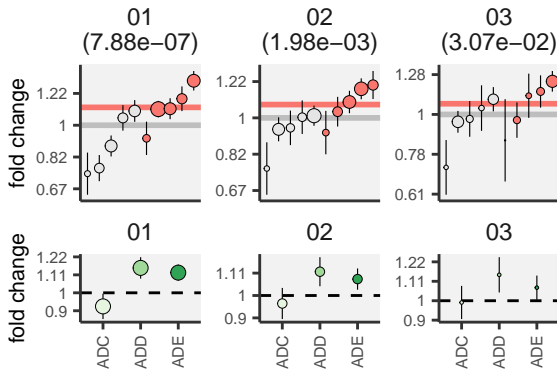 01 02 03
(7.88e−07) (1.98e−03) (3.07e−02)
fold change
1.22 1.22 1.28
1 1 1
0.82 0.82 0.78
0.67 0.67 0.61
01 02 03
fold change
1.22 1.11 1.22
1.11 1 1.11
1 0.9 1
0.9 0.9
ADC ADD ADE ADC ADD ADE ADC ADD ADE